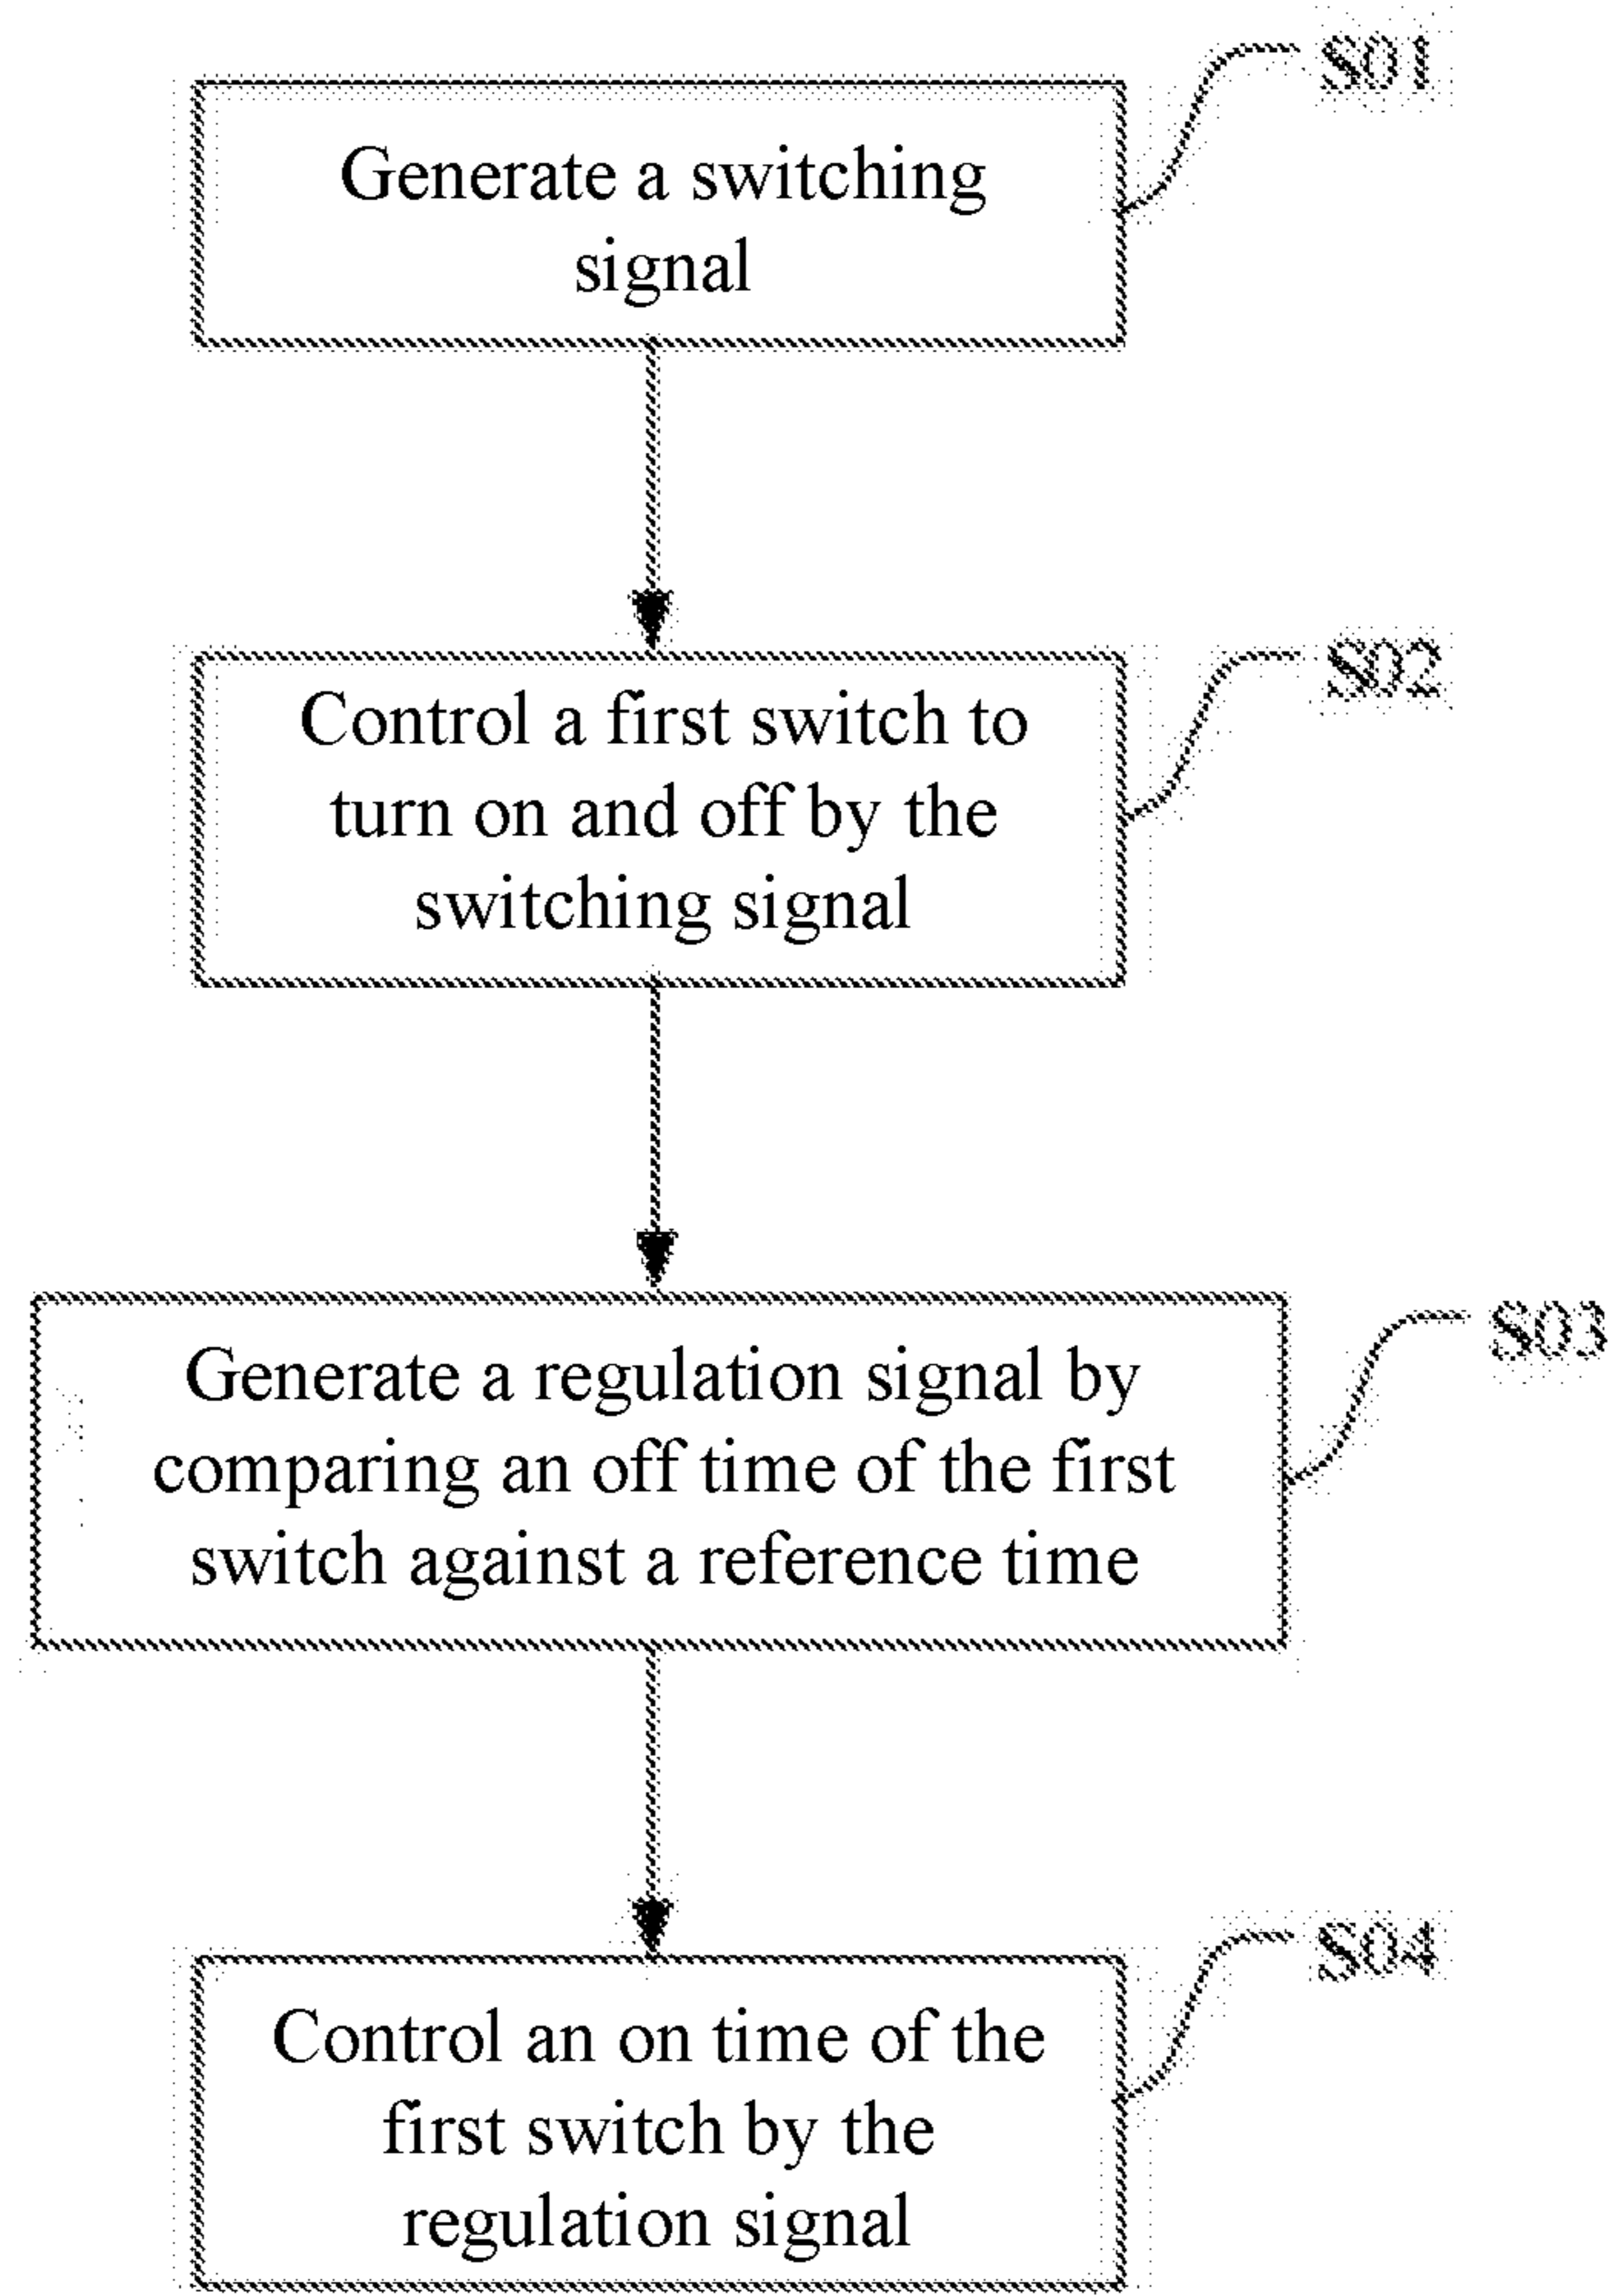 S01
Generate a switching
signal
S02
Control a first switch to
turn on and off by the
switching signal
S03
Generate a regulation signal by
comparing an off time of the first
switch against a reference time
S04
Control an on time of the
first switch by the
regulation signal